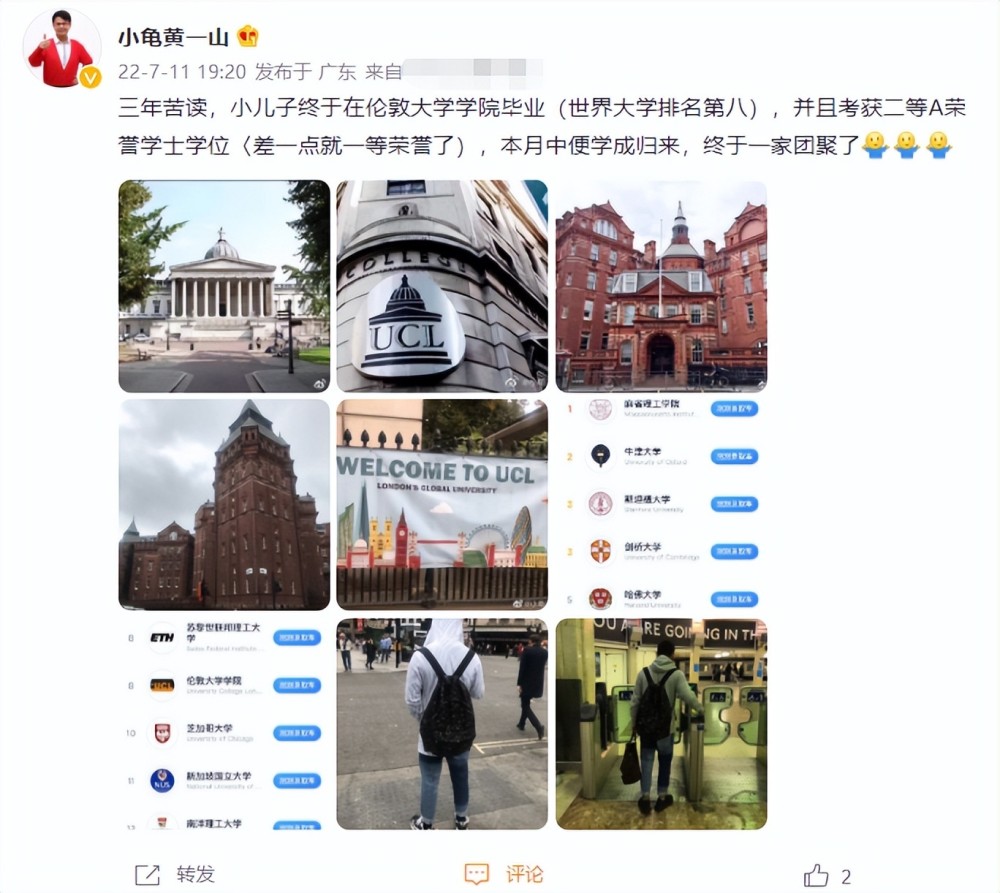 小龟黄一山
22-7-11 19:20 发布于 广东 来自
三年苦读，小儿子终于在伦敦大学学院毕业（世界大学排名第八），并且考获二等A荣
誉学士学位（差一点就一等荣誉了），本月中便学成归来，终于一家团聚了
COLLEGE
UCL
WELCOME TO UCL
LONDON'S GLOBAL UNIVERSITY
1 麻省理工学院
Massachusetts Institut...
2 牛津大学
University of Oxford
3 斯坦福大学
Stanford University
3 剑桥大学
University of Cambridge
5 哈佛大学
Harvard University
8 ETH 苏黎世联邦理工大
学
Swiss Federal Institute...
8 UCL 伦敦大学学院
University College Lon...
10 芝加哥大学
University of Chicago
11 NUS 新加坡国立大学
National University of ...
南洋理工大学
OU ARE GOING IN TH
转发
评论
2